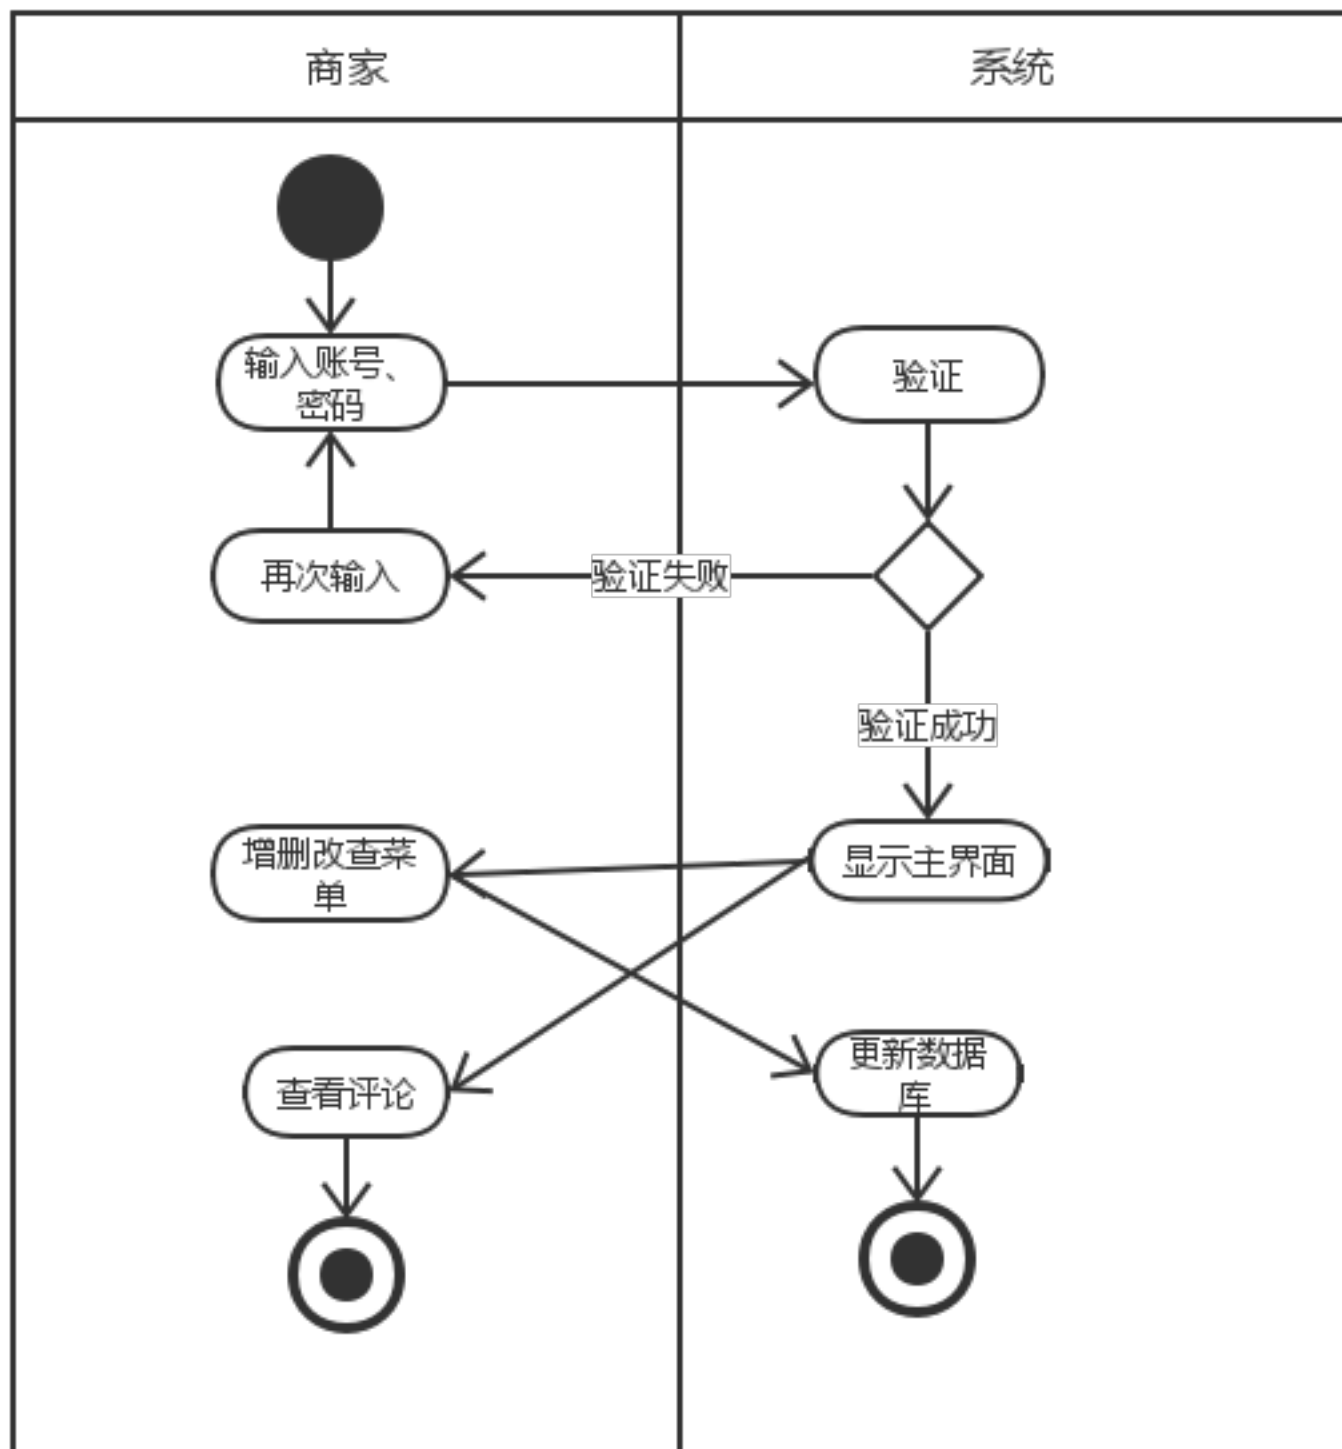 商家
系统
输入账号、
密码
验证
再次输入
验证失败
验证成功
增删改查菜
单
显示主界面
查看评论
更新数据
库